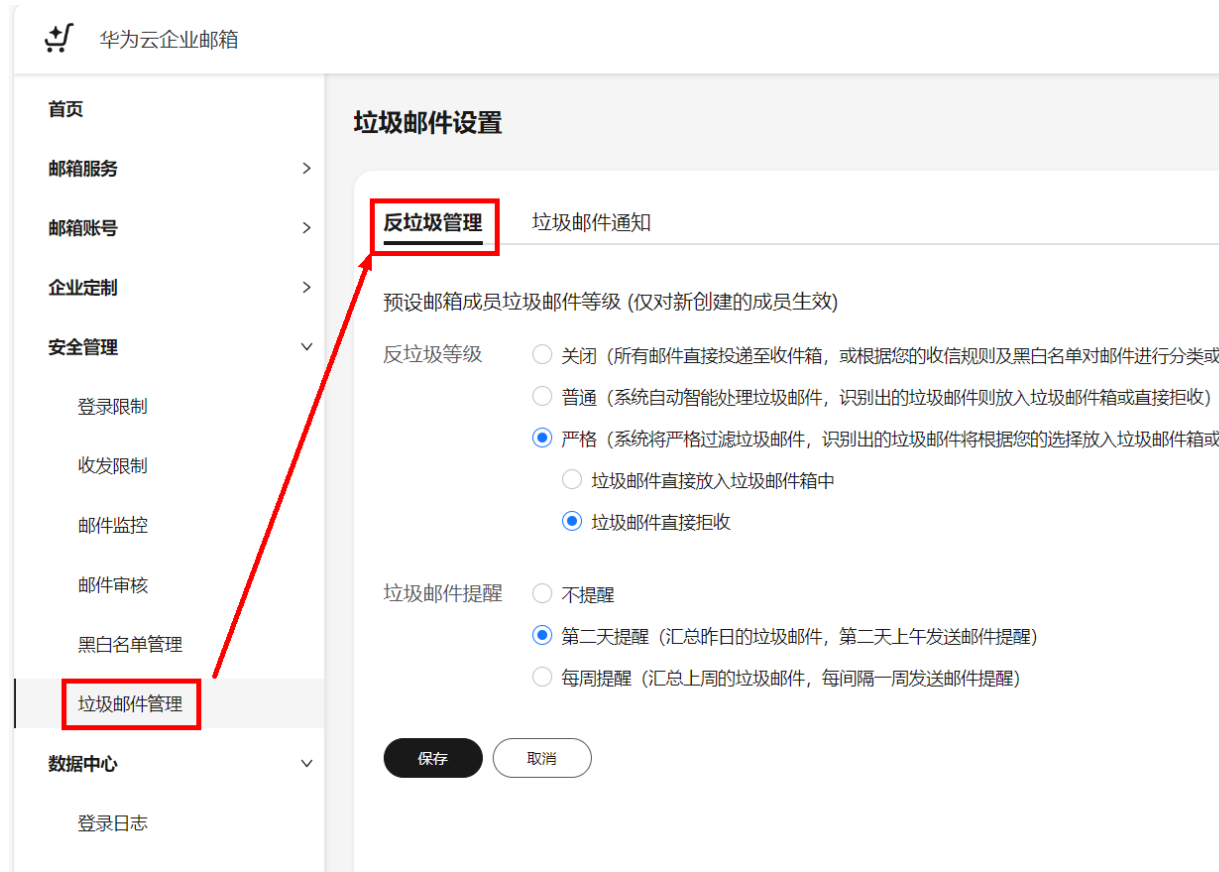 华为云企业邮箱
首页
邮箱服务
邮箱账号
企业定制
安全管理
登录限制
收发限制
邮件监控
邮件审核
黑白名单管理
垃圾邮件管理
数据中心
登录日志
垃圾邮件设置
反垃圾管理 垃圾邮件通知
预设邮箱成员垃圾邮件等级 (仅对新创建的成员生效)
反垃圾等级 关闭（所有邮件直接投递至收件箱，或根据您的收信规则及黑白名单对邮件进行分类或
普通（系统自动智能处理垃圾邮件，识别出的垃圾邮件则放入垃圾邮件箱或直接拒收）
严格（系统将严格过滤垃圾邮件，识别出的垃圾邮件将根据您的选择放入垃圾邮件箱或
垃圾邮件直接放入垃圾邮件箱中
垃圾邮件直接拒收
垃圾邮件提醒 不提醒
第二天提醒（汇总昨日的垃圾邮件，第二天上午发送邮件提醒）
每周提醒（汇总上周的垃圾邮件，每间隔一周发送邮件提醒）
保存 取消